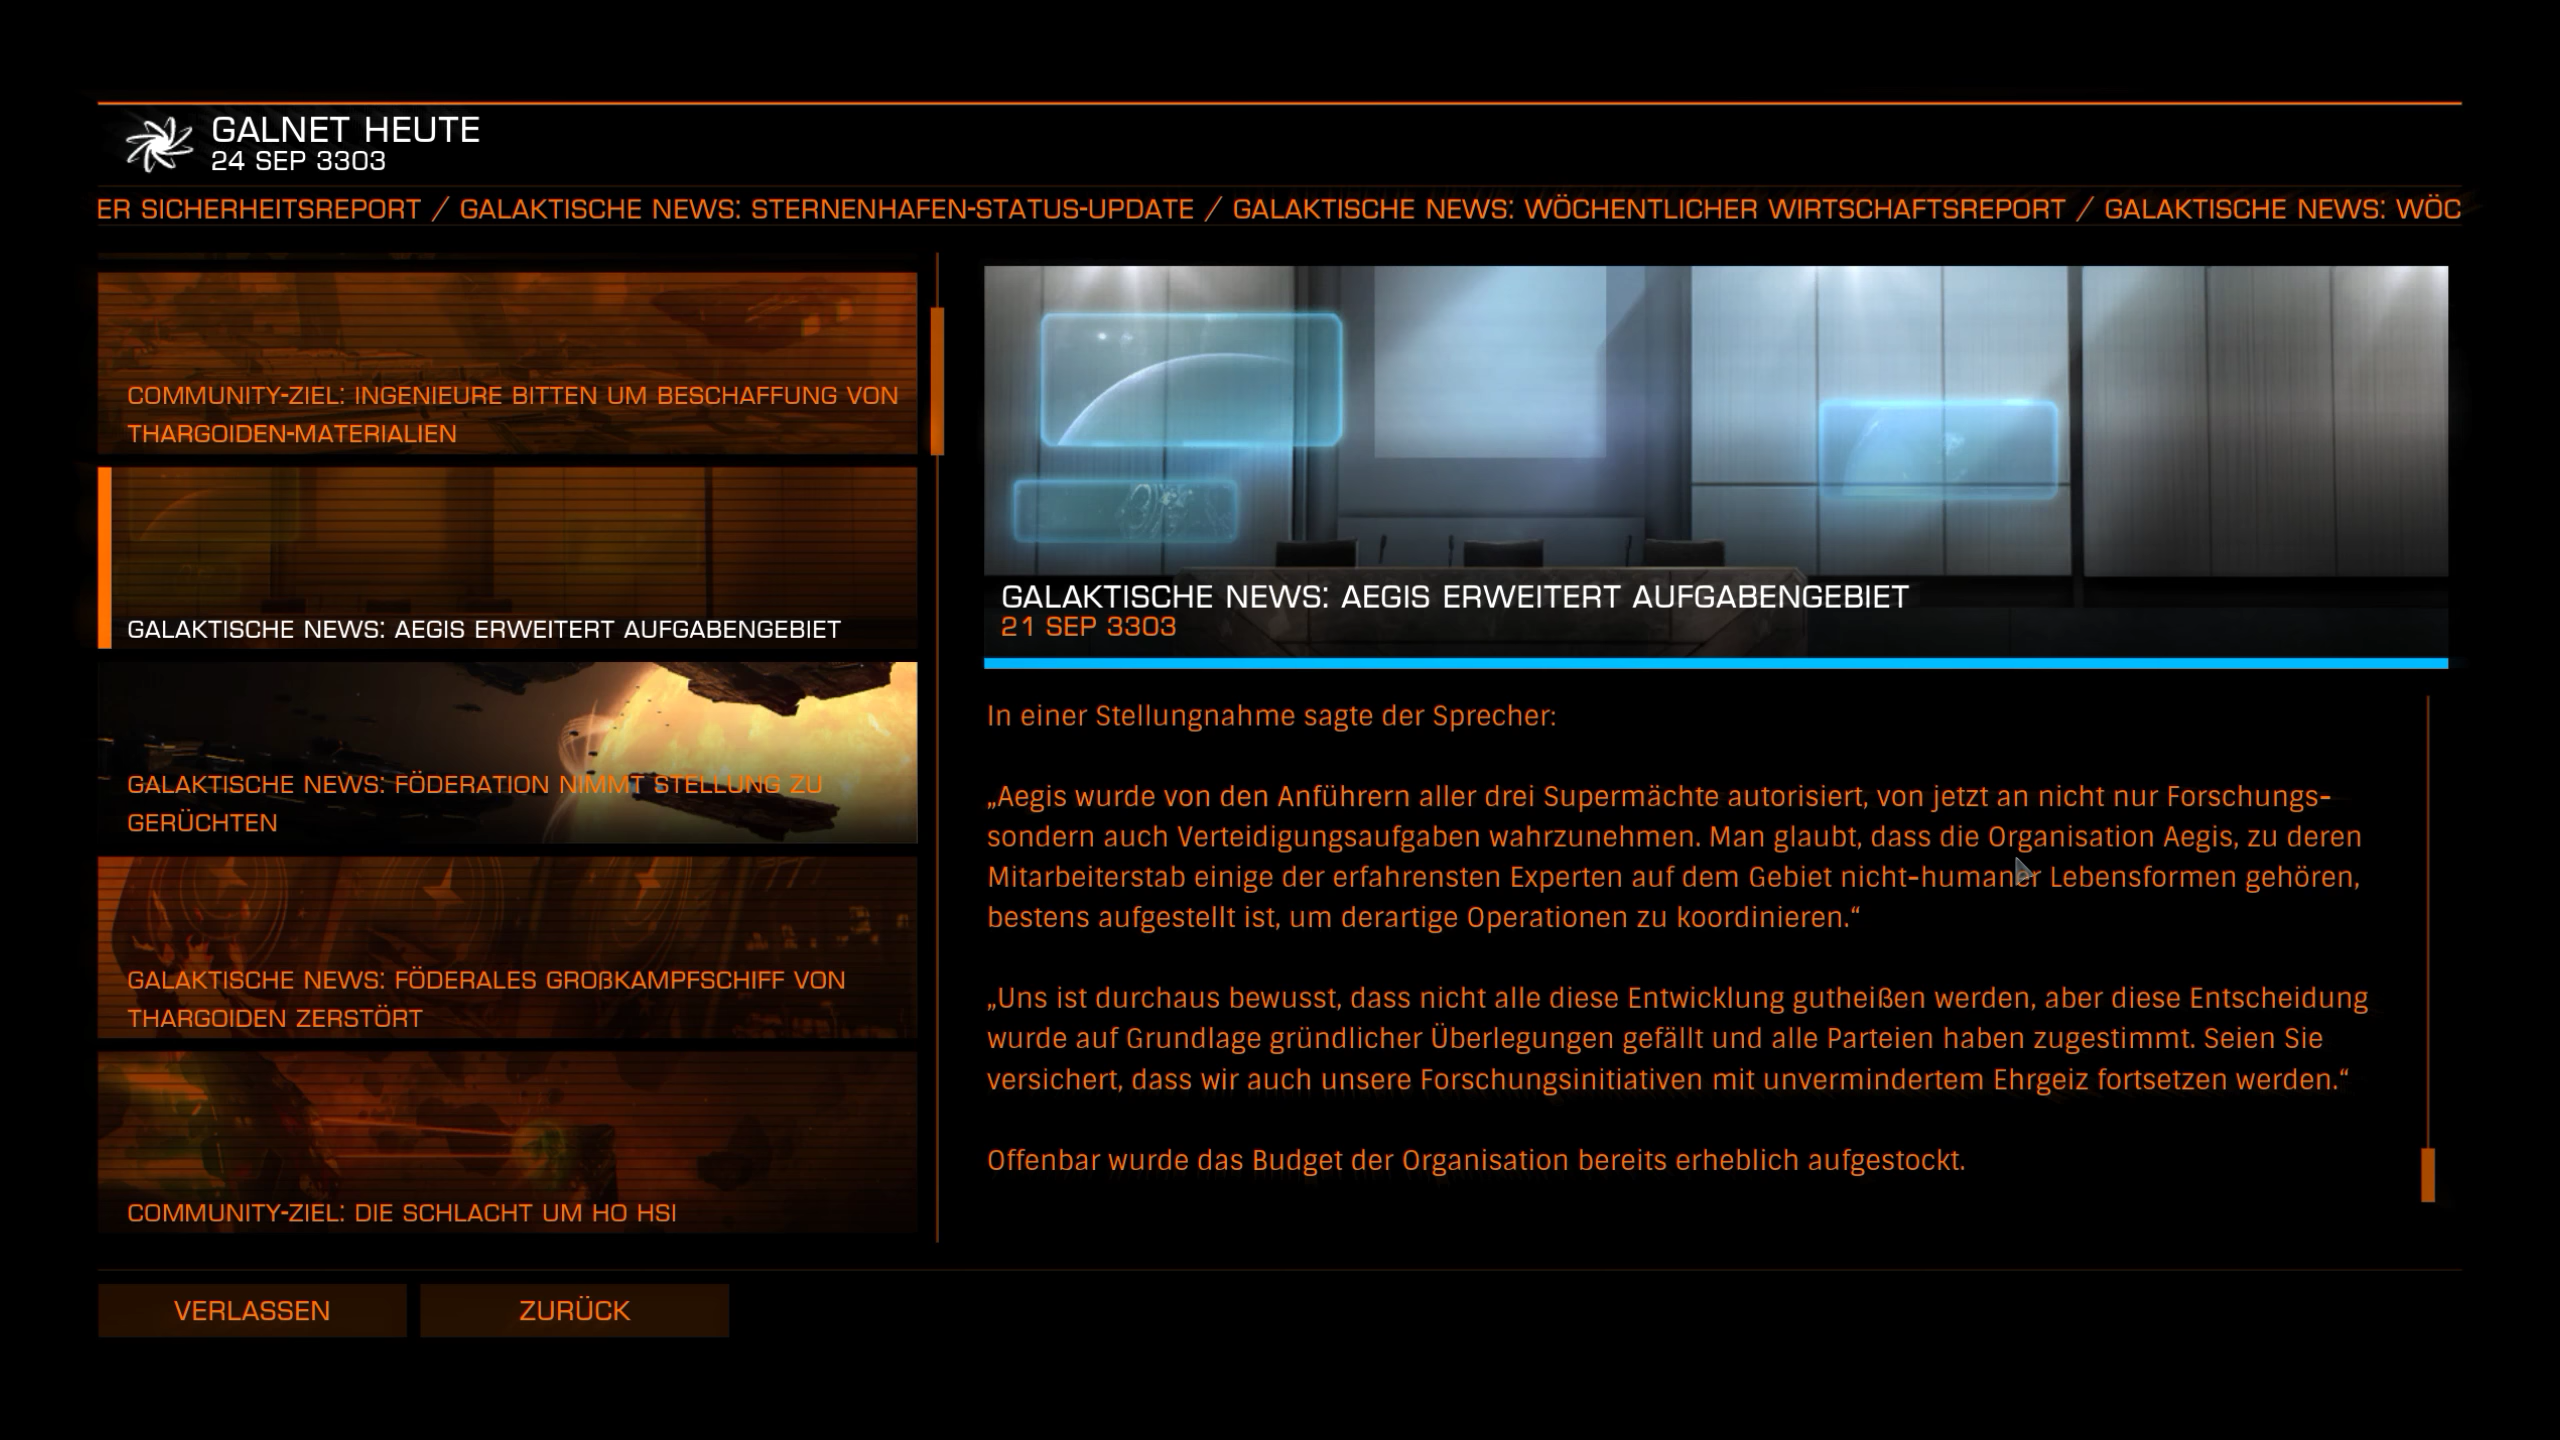 GALNET HEUTE
24 SEP 3303
ER SICHERHEITSREPORT / GALAKTISCHE NEWS: STERNENHAFEN-STATUS-UPDATE / GALAKTISCHE NEWS: WÖCHENTLICHER WIRTSCHAFTSREPORT / GALAKTISCHE NEWS: WÖC
COMMUNITY-ZIEL: INGENIEURE BITTEN UM BESCHAFFUNG VON
THARGOIDEN-MATERIALIEN
GALAKTISCHE NEWS: AEGIS ERWEITERT AUFGABENGEBIET
GALAKTISCHE NEWS: FÖDERATION NIMMT STELLUNG ZU
GERÜCHTEN
GALAKTISCHE NEWS: FÖDERALES GROßKAMPFSCHIFF VON
THARGOIDEN ZERSTÖRT
COMMUNITY-ZIEL: DIE SCHLACHT UM HO HSI
GALAKTISCHE NEWS: AEGIS ERWEITERT AUFGABENGEBIET
21 SEP 3303
In einer Stellungnahme sagte der Sprecher:
„Aegis wurde von den Anführern aller drei Supermächte autorisiert, von jetzt an nicht nur Forschungs-
sondern auch Verteidigungsaufgaben wahrzunehmen. Man glaubt, dass die Organisation Aegis, zu deren
Mitarbeiterstab einige der erfahrensten Experten auf dem Gebiet nicht-humaner Lebensformen gehören,
bestens aufgestellt ist, um derartige Operationen zu koordinieren.“
„Uns ist durchaus bewusst, dass nicht alle diese Entwicklung gutheißen werden, aber diese Entscheidung
wurde auf Grundlage gründlicher Überlegungen gefällt und alle Parteien haben zugestimmt. Seien Sie
versichert, dass wir auch unsere Forschungsinitiativen mit unvermindertem Ehrgeiz fortsetzen werden.“
Offenbar wurde das Budget der Organisation bereits erheblich aufgestockt.
VERLASSEN
ZURÜCK